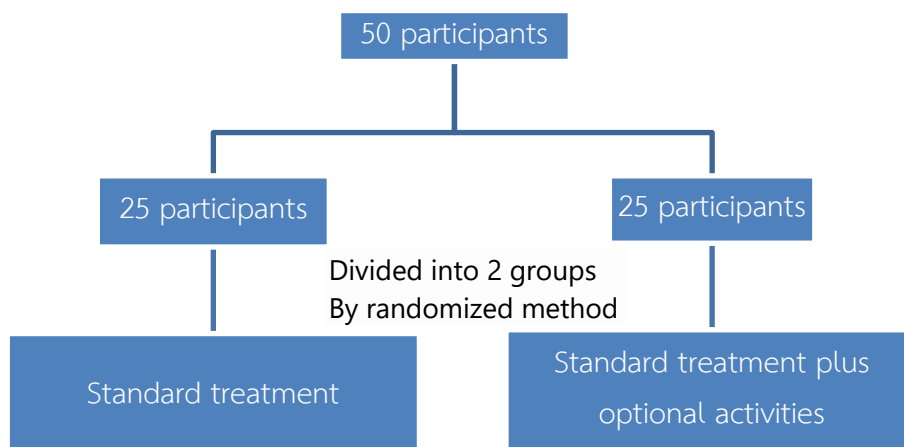 50 participants
25 participants
25 participants
Divided into 2 groups
By randomized method
Standard treatment
Standard treatment plus
optional activities